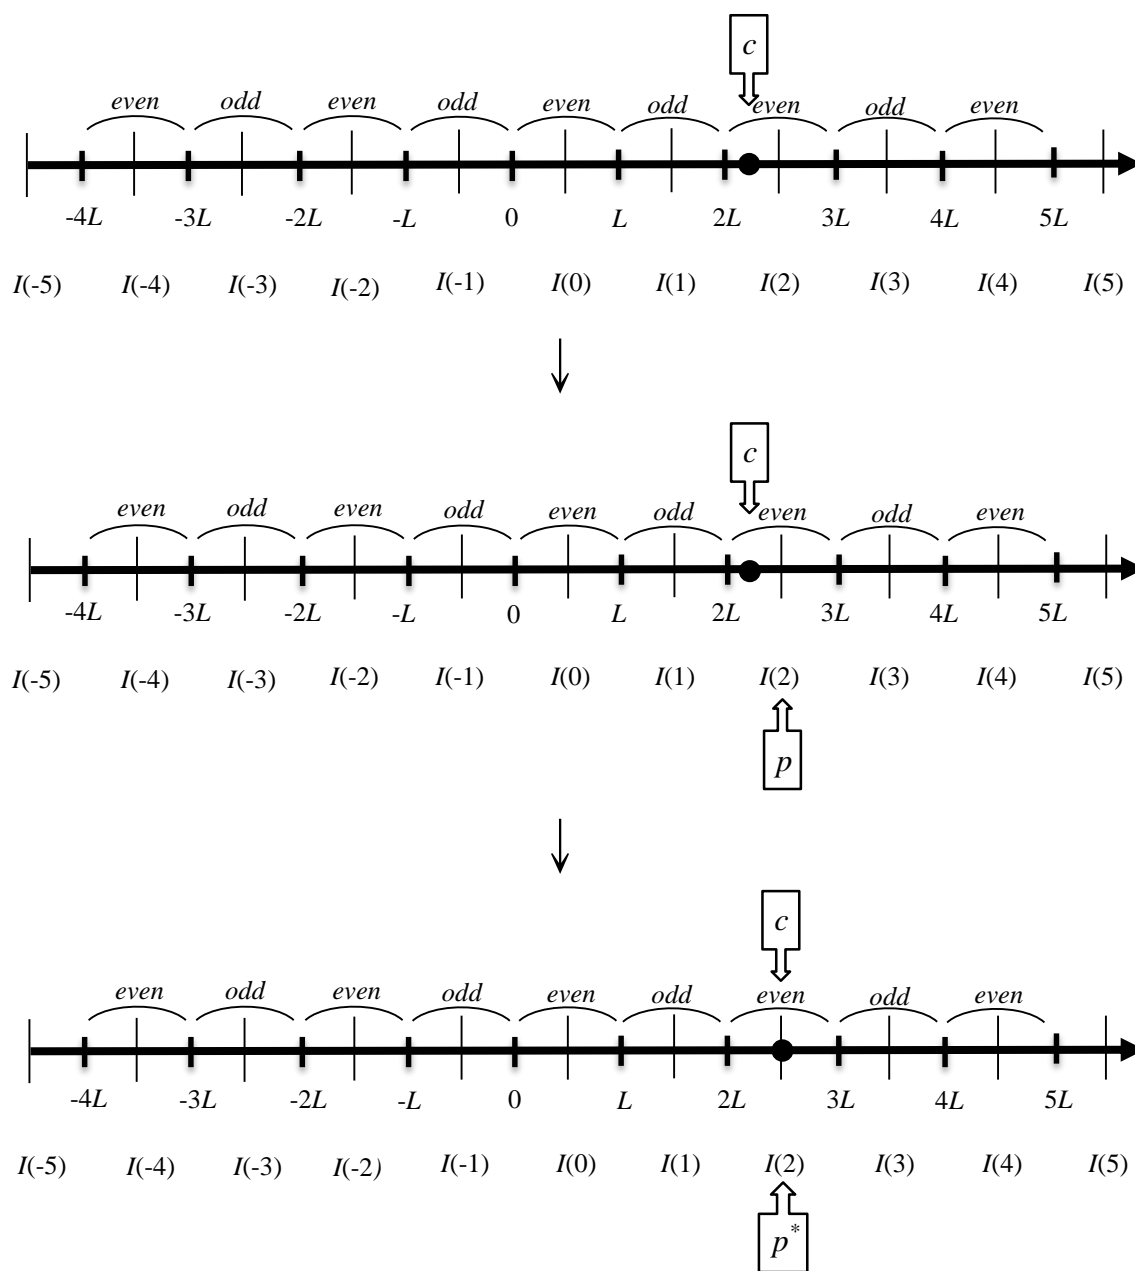 c
even odd even odd even odd even odd even
-4L -3L -2L -L 0 L 2L 3L 4L 5L
I(-5) I(-4) I(-3) I(-2) I(-1) I(0) I(1) I(2) I(3) I(4) I(5)
c
even odd even odd even odd even odd even
-4L -3L -2L -L 0 L 2L 3L 4L 5L
I(-5) I(-4) I(-3) I(-2) I(-1) I(0) I(1) I(2) I(3) I(4) I(5)
p
c
even odd even odd even odd even odd even
-4L -3L -2L -L 0 L 2L 3L 4L 5L
I(-5) I(-4) I(-3) I(-2) I(-1) I(0) I(1) I(2) I(3) I(4) I(5)
p*